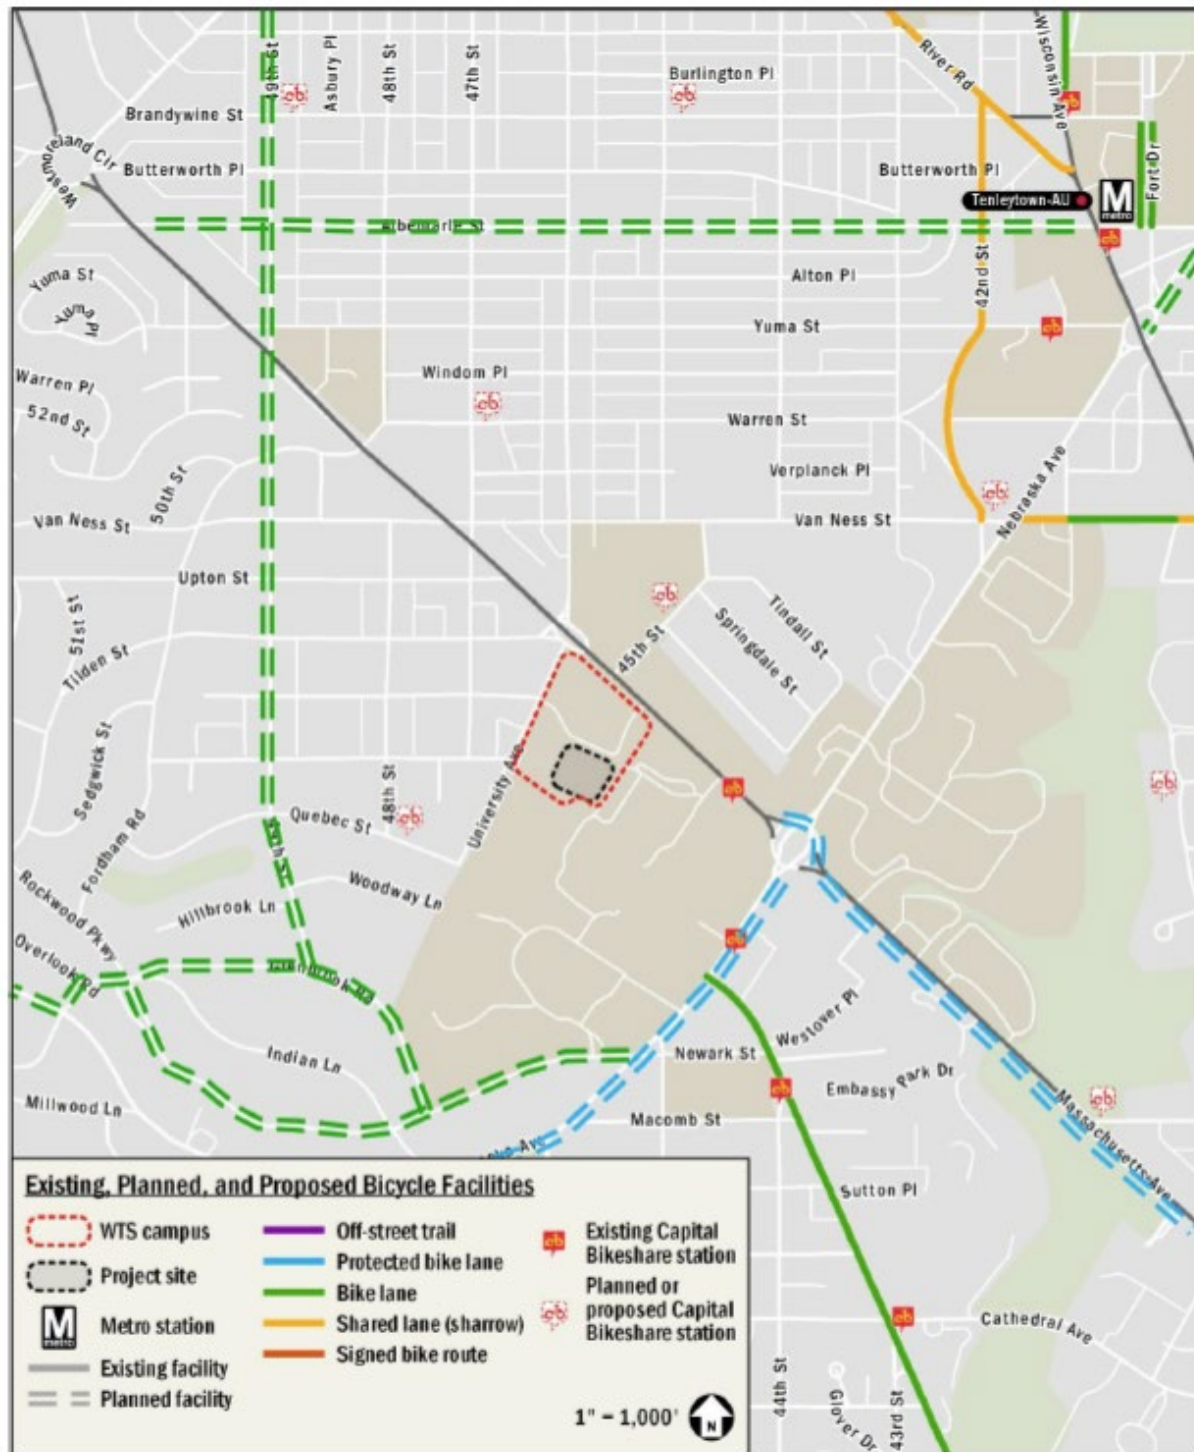 49th St
Asbury Pl
48th St
47th St
Burlington Pl
River Rd
Wisconsin Ave
Brandywine St
Westmoreland Cir
Butterworth Pl
Butterworth Pl
Fort Dr
Tenleytown-AU
M
metro
Albemarle St
42nd St
Yuma St
Alton Pl
Yuma Pl
Yuma St
Warren Pl
Windom Pl
52nd St
Warren St
Verplanck Pl
50th St
Nebraska Ave
Van Ness St
Van Ness St
Upton St
51st St
Tilden St
45th St
Tindall St
Springdale St
Sedgwick St
University Ave
48th St
Quebec St
Fordham Rd
Woodway Ln
Rockwood Pkwy
Hillbrook Ln
Overlook Rd
Glenbrook Rd
Westover Pl
Indian Ln
Newark St
Embassy Park Dr
Millwood Ln
Macomb St
Massachusetts Ave
Sutton Pl
Cathedral Ave
44th St
Glover Dr
43rd St
Existing, Planned, and Proposed Bicycle Facilities
WTS campus
Project site
M
metro
Metro station
Existing facility
Planned facility
Off-street trail
Protected bike lane
Bike lane
Shared lane (sharrow)
Signed bike route
Existing Capital
Bikeshare station
Planned or
proposed Capital
Bikeshare station
1" = 1,000'
N